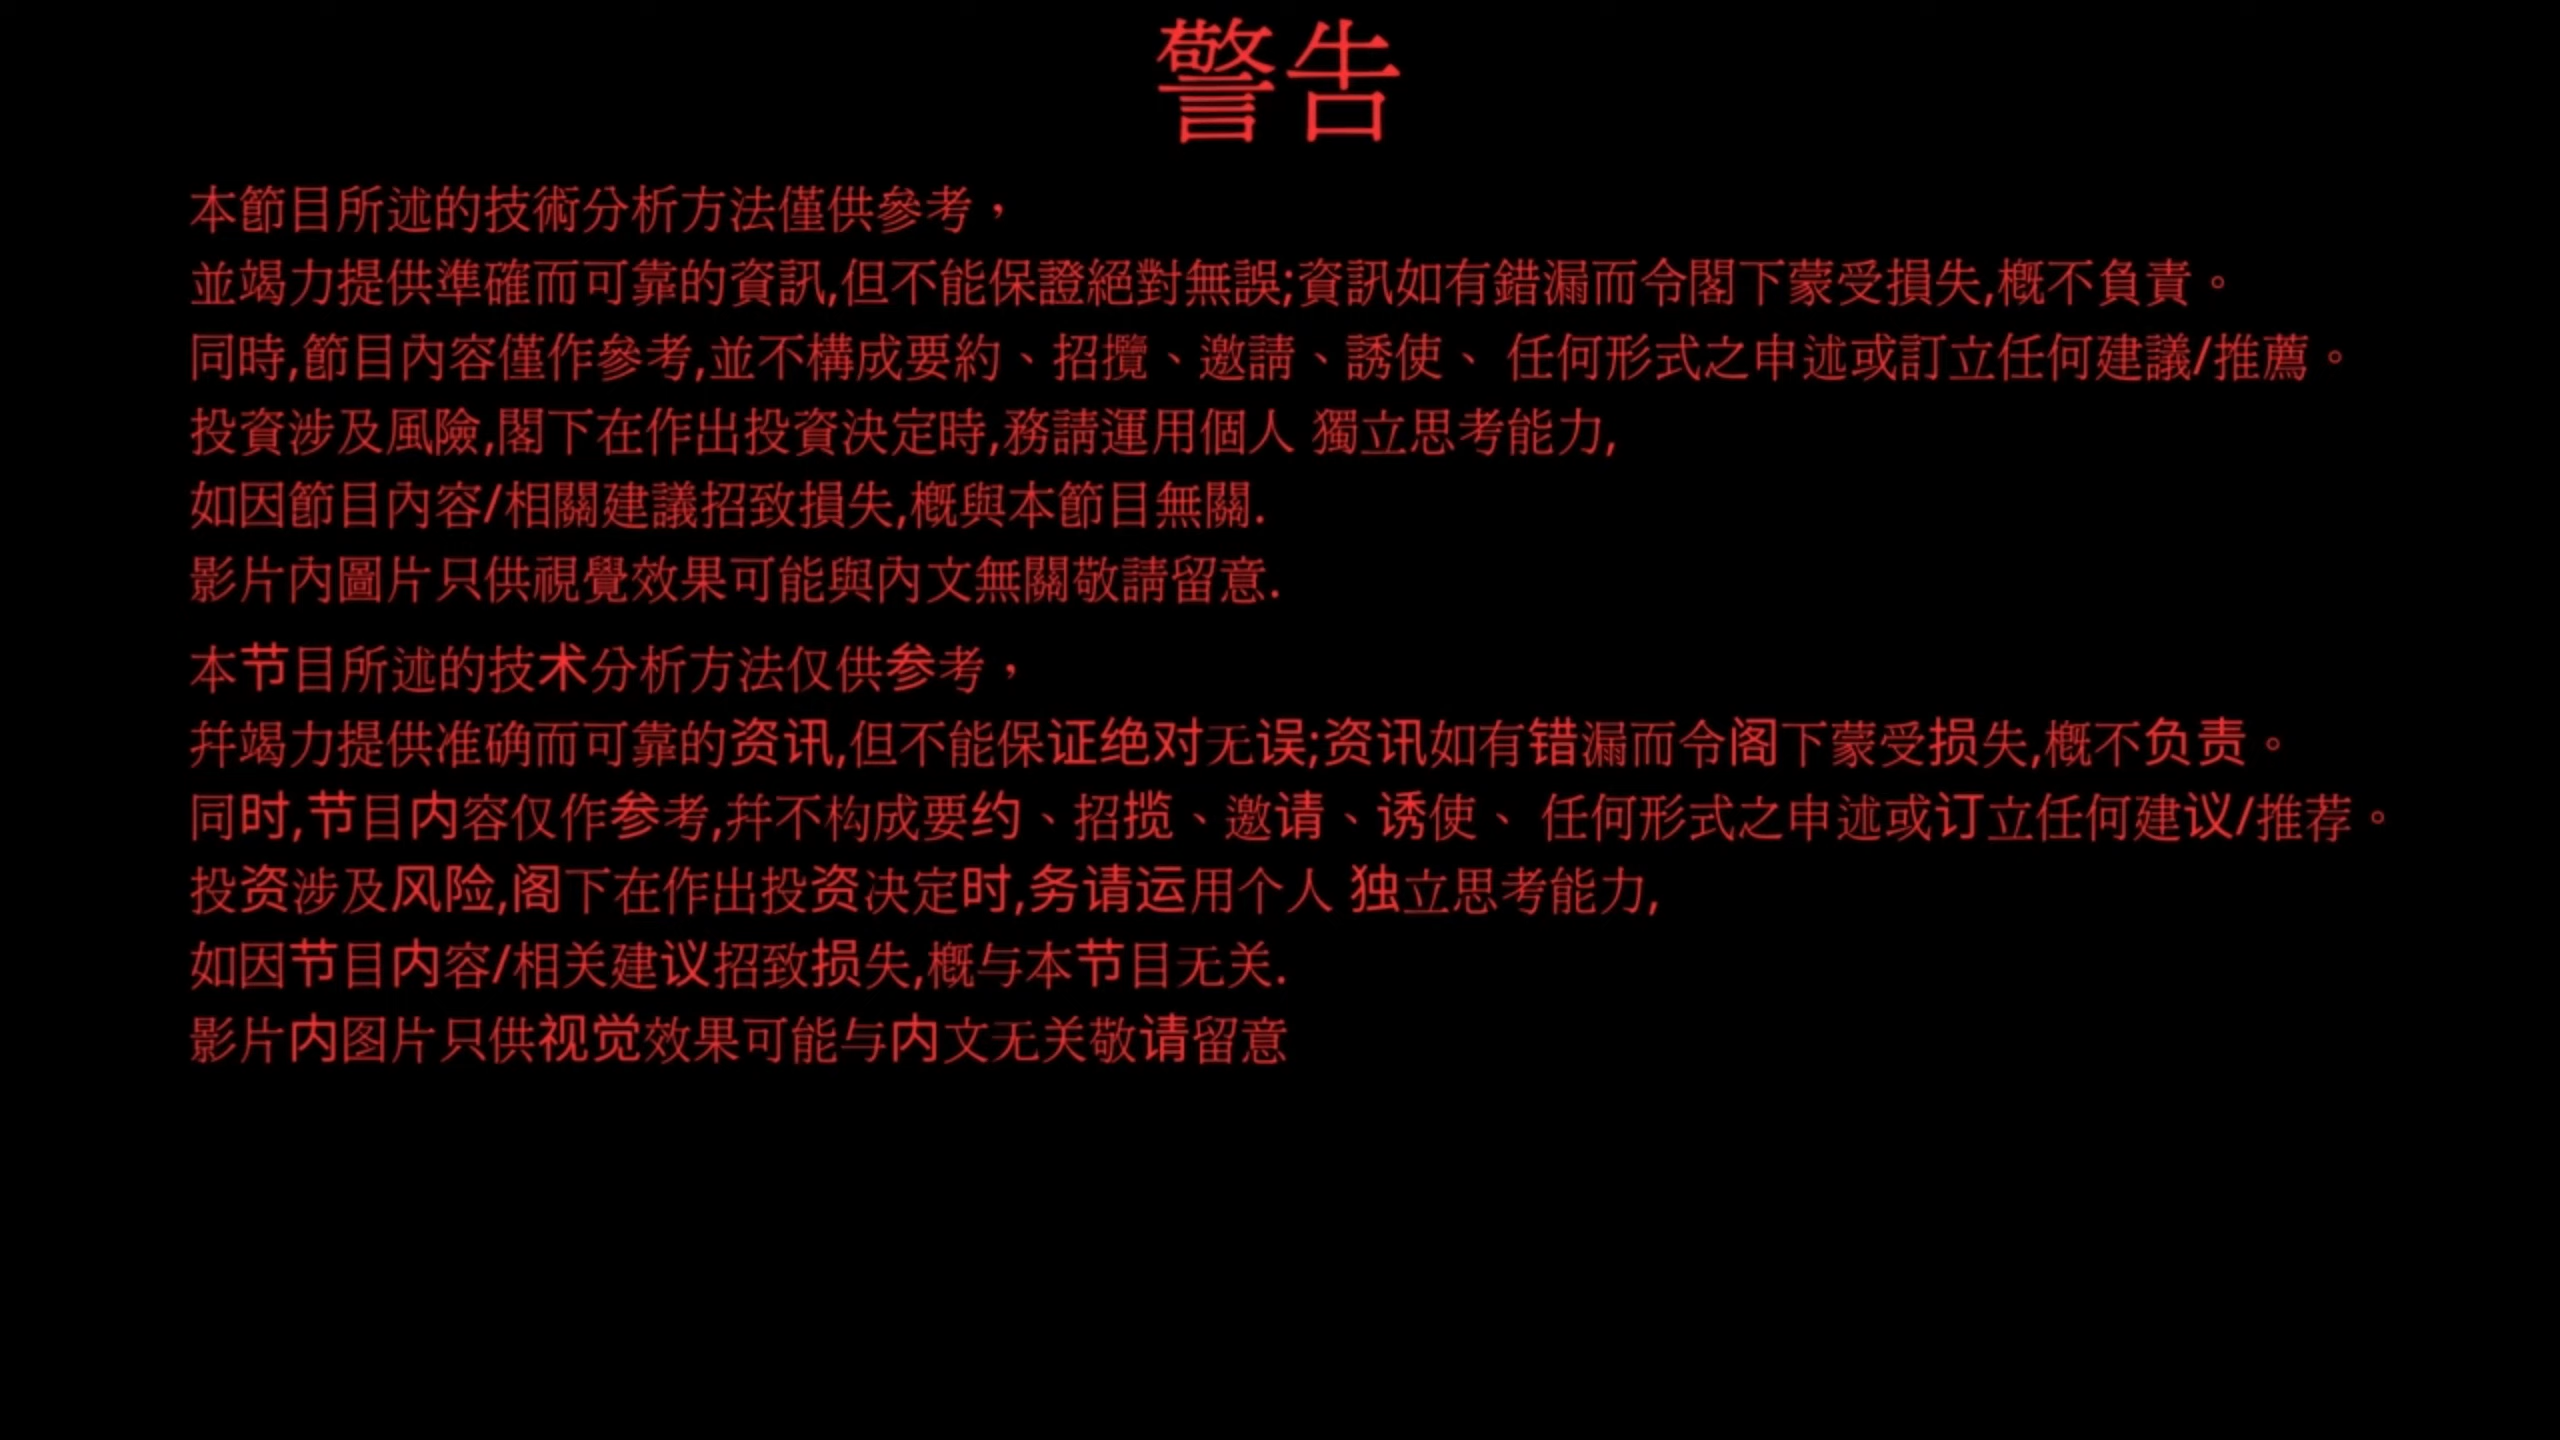 警告
本節目所述的技術分析方法僅供參考，
並竭力提供準確而可靠的資訊,但不能保證絕對無誤;資訊如有錯漏而令閣下蒙受損失,概不負責。
同時,節目內容僅作參考,並不構成要約、招攬、邀請、誘使、 任何形式之申述或訂立任何建議/推薦。
投資涉及風險,閣下在作出投資決定時,務請運用個人 獨立思考能力,
如因節目內容/相關建議招致損失,概與本節目無關.
影片內圖片只供視覺效果可能與內文無關敬請留意.
本节目所述的技术分析方法仅供参考，
幷竭力提供准确而可靠的资讯,但不能保证绝对无误;资讯如有错漏而令阁下蒙受损失,概不负责。
同时,节目内容仅作参考,幷不构成要约、招揽、邀请、诱使、 任何形式之申述或订立任何建议/推荐。
投资涉及风险,阁下在作出投资决定时,务请运用个人 独立思考能力,
如因节目内容/相关建议招致损失,概与本节目无关.
影片内图片只供视觉效果可能与内文无关敬请留意